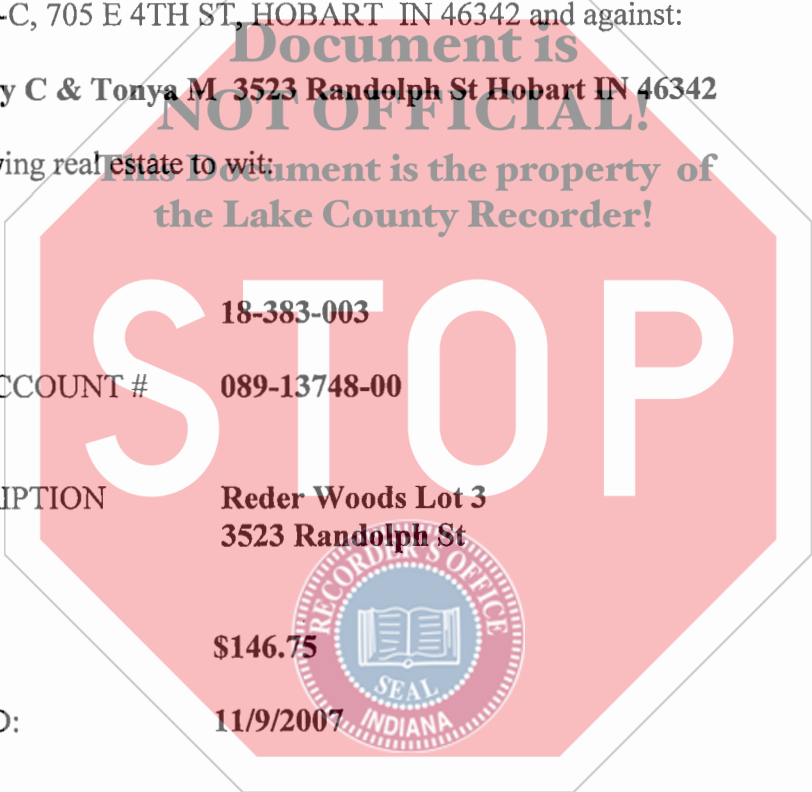 -C, 705 E 4TH ST, HOBART IN 46342 and against:
Document is
y C & Tonya M 3523 Randolph St Hobart IN 46342
NOT OFFICIAL!
ving real estate to wit:
This Document is the property of
the Lake County Recorder!
STOP
18-383-003
CCOUNT # 089-13748-00
IPTION Reder Woods Lot 3
3523 Randolph St
RECORDER'S OFFICE
$146.75
SEAL
D: 11/9/2007
INDIANA